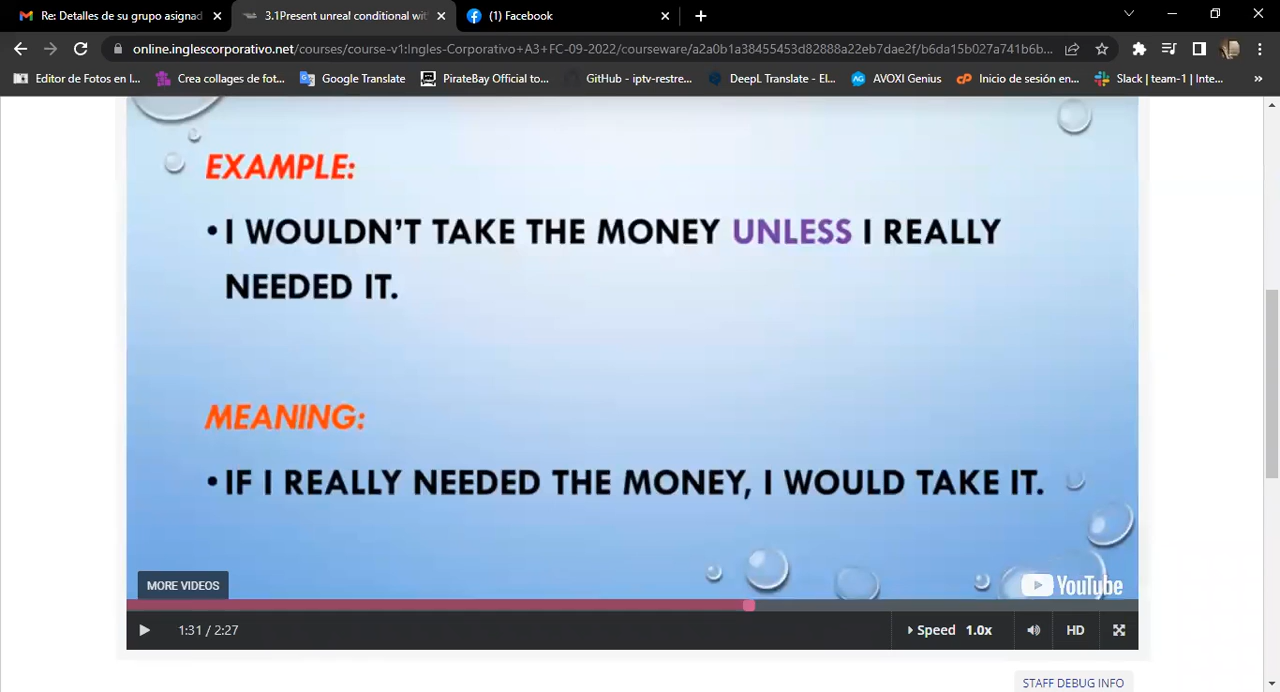 Re: Detalles de su grupo asignad
3.1Present unreal conditional wit
(1) Facebook
online.inglescorporativo.net/courses/course-v1:Ingles-Corporativo+A3+FC-09-2022/courseware/a2a0b1a38455453d82888a22eb7dae2f/b6da15b027a741b6b...
Editor de Fotos en l...
Crea collages de fot...
Google Translate
PirateBay Official to...
GitHub - iptv-restre...
DeepL Translate - El...
AVOXI Genius
Inicio de sesión en...
Slack | team-1 | Inte...
EXAMPLE:
•I WOULDN’T TAKE THE MONEY UNLESS I REALLY
NEEDED IT.
MEANING:
•IF I REALLY NEEDED THE MONEY, I WOULD TAKE IT.
MORE VIDEOS
YouTube
1:31 / 2:27
Speed 1.0x
HD
STAFF DEBUG INFO